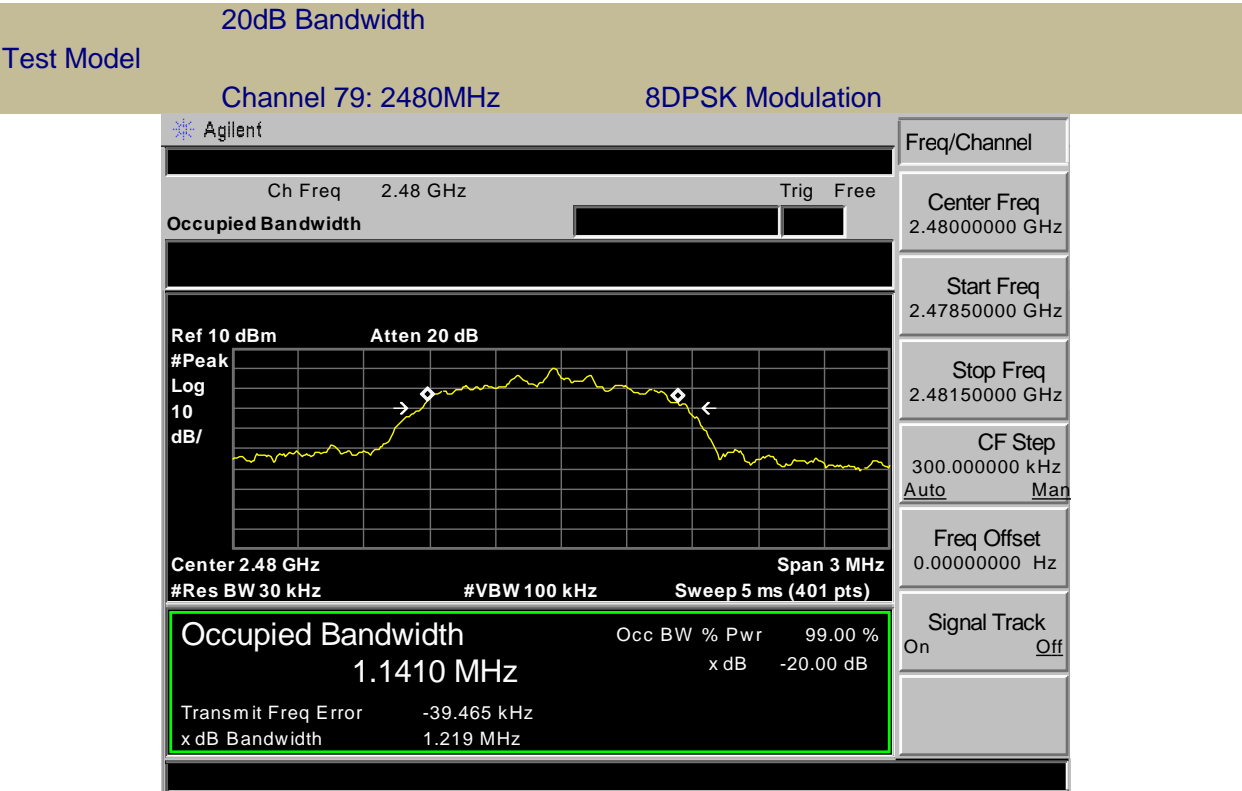 20dB Bandwidth
Test Model
Channel 79: 2480MHz 8DPSK Modulation
Agilent
Freq/Channel
Ch Freq 2.48 GHz Trig Free
Occupied Bandwidth
Center Freq
2.48000000 GHz
Start Freq
2.47850000 GHz
Stop Freq
2.48150000 GHz
CF Step
300.000000 kHz
Auto Man
Freq Offset
0.00000000 Hz
Signal Track
On Off
Ref 10 dBm Atten 20 dB
#Peak
Log
10
dB/
Center 2.48 GHz Span 3 MHz
#Res BW 30 kHz #VBW 100 kHz Sweep 5 ms (401 pts)
Occupied Bandwidth Occ BW % Pwr 99.00 %
1.1410 MHz x dB -20.00 dB
Transmit Freq Error -39.465 kHz
x dB Bandwidth 1.219 MHz